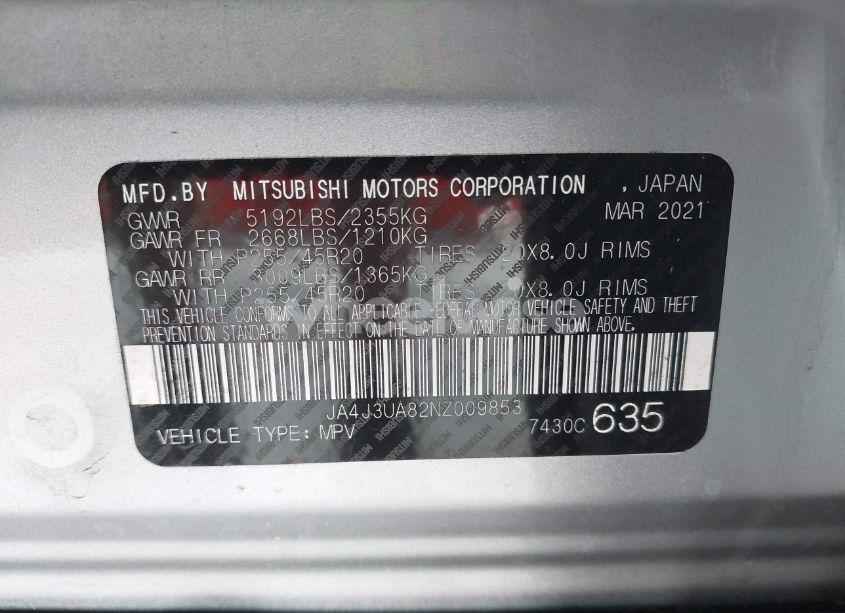 MFD.BY MITSUBISHI MOTORS CORPORATION , JAPAN
GVWR 5192LBS/2355KG MAR 2021
GAWR FR 2668LBS/1210KG
WITH P255/45R20 TIRES 20X8.0J RIMS
GAWR RR 3009LBS/1365KG
WITH P255/45R20 TIRES 20X8.0J RIMS
THIS VEHICLE CONFORMS TO ALL APPLICABLE FEDERAL MOTOR VEHICLE SAFETY AND THEFT
PREVENTION STANDARDS IN EFFECT ON THE DATE OF MANUFACTURE SHOWN ABOVE.
JA4J3UA82NZ009853
VEHICLE TYPE:MPV 7430C 635